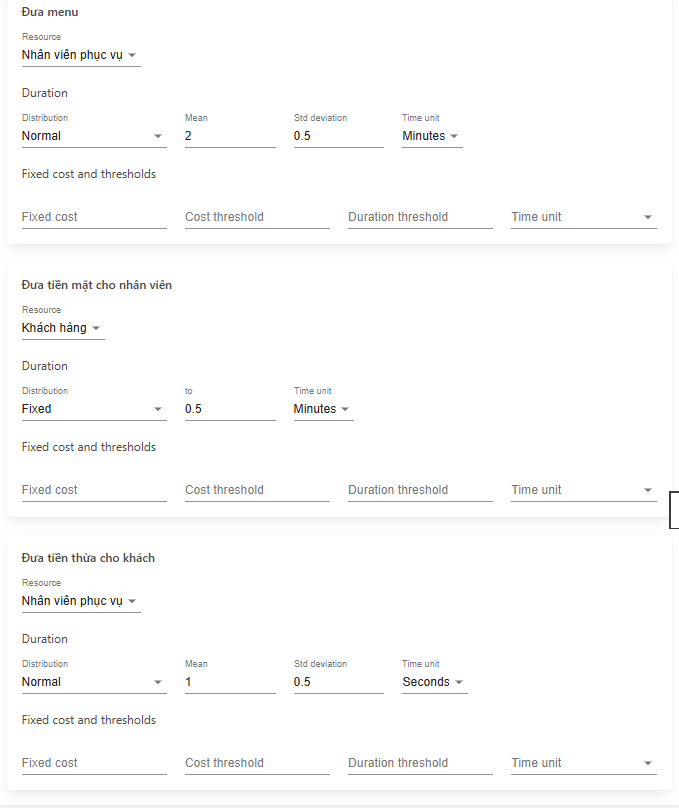 Đưa menu
Resource
Nhân viên phục vụ
Duration
Distribution Mean Std deviation Time unit
Normal 2 0.5 Minutes
Fixed cost and thresholds
Fixed cost Cost threshold Duration threshold Time unit
Đưa tiền mặt cho nhân viên
Resource
Khách hàng
Duration
Distribution to Time unit
Fixed 0.5 Minutes
Fixed cost and thresholds
Fixed cost Cost threshold Duration threshold Time unit
Đưa tiền thừa cho khách
Resource
Nhân viên phục vụ
Duration
Distribution Mean Std deviation Time unit
Normal 1 0.5 Seconds
Fixed cost and thresholds
Fixed cost Cost threshold Duration threshold Time unit